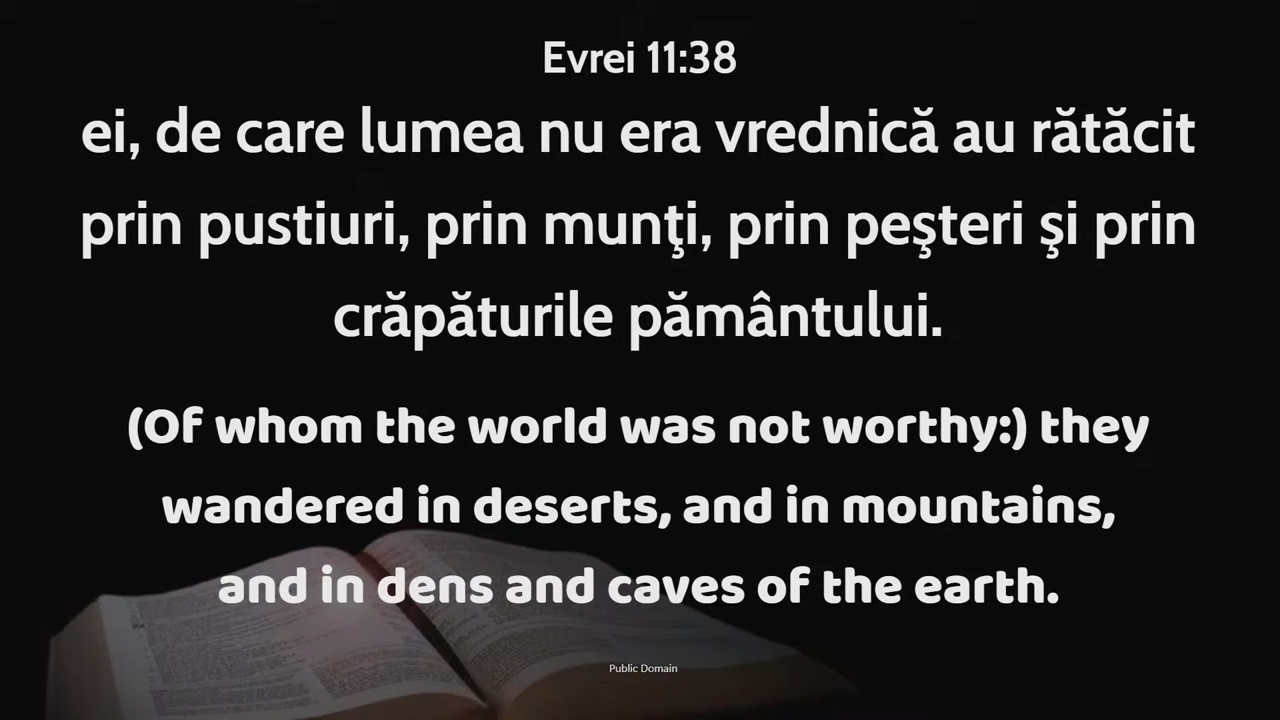 Evrei 11:38
ei, de care lumea nu era vrednică au rătăcit
prin pustiuri, prin munţi, prin peşteri şi prin
crăpăturile pământului.
(Of whom the world was not worthy:) they
wandered in deserts, and in mountains,
and in dens and caves of the earth.
Public Domain